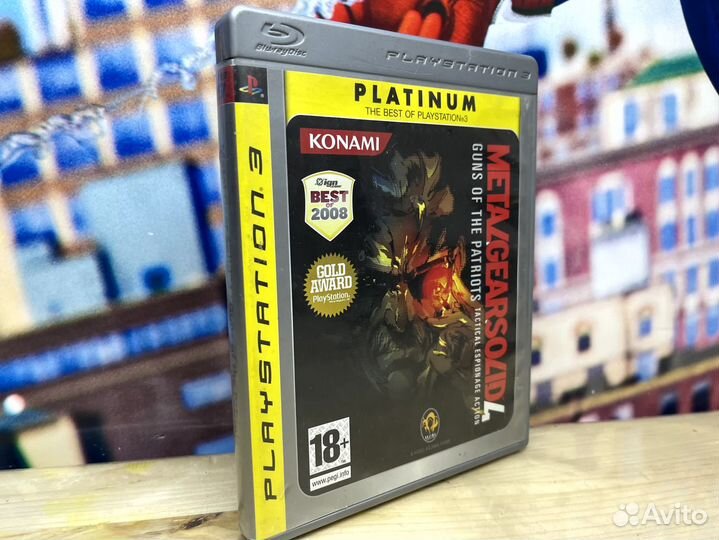 Blu-ray Disc
PLAYSTATION 3
PLATINUM
THE BEST OF PLAYSTATION®3
KONAMI
ign
BEST
OF
2008
GOLD
AWARD
PlayStation
METAL GEAR SOLID 4
GUNS OF THE PATRIOTS TACTICAL ESPIONAGE ACTION
18+
www.pegi.info
PLAYSTATION 3
Avito